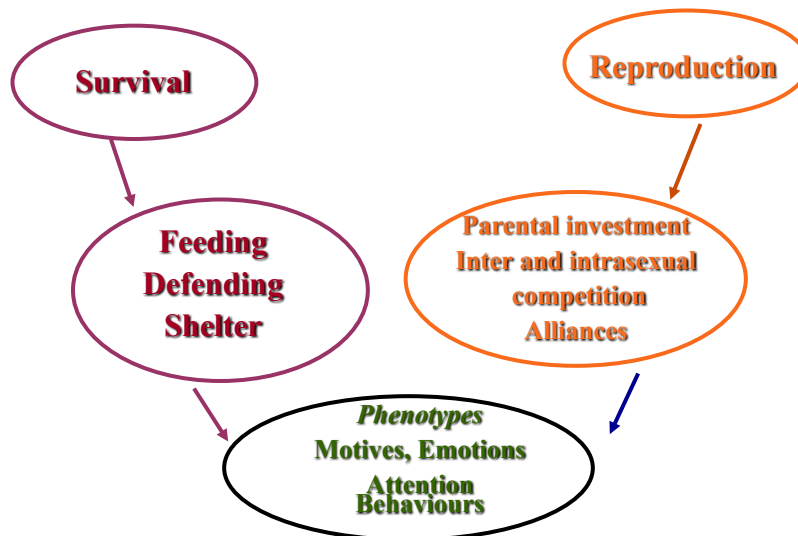 Survival
Reproduction
Feeding
Defending
Shelter
Parental investment
Inter and intrasexual
competition
Alliances
Phenotypes
Motives, Emotions
Attention
Behaviours